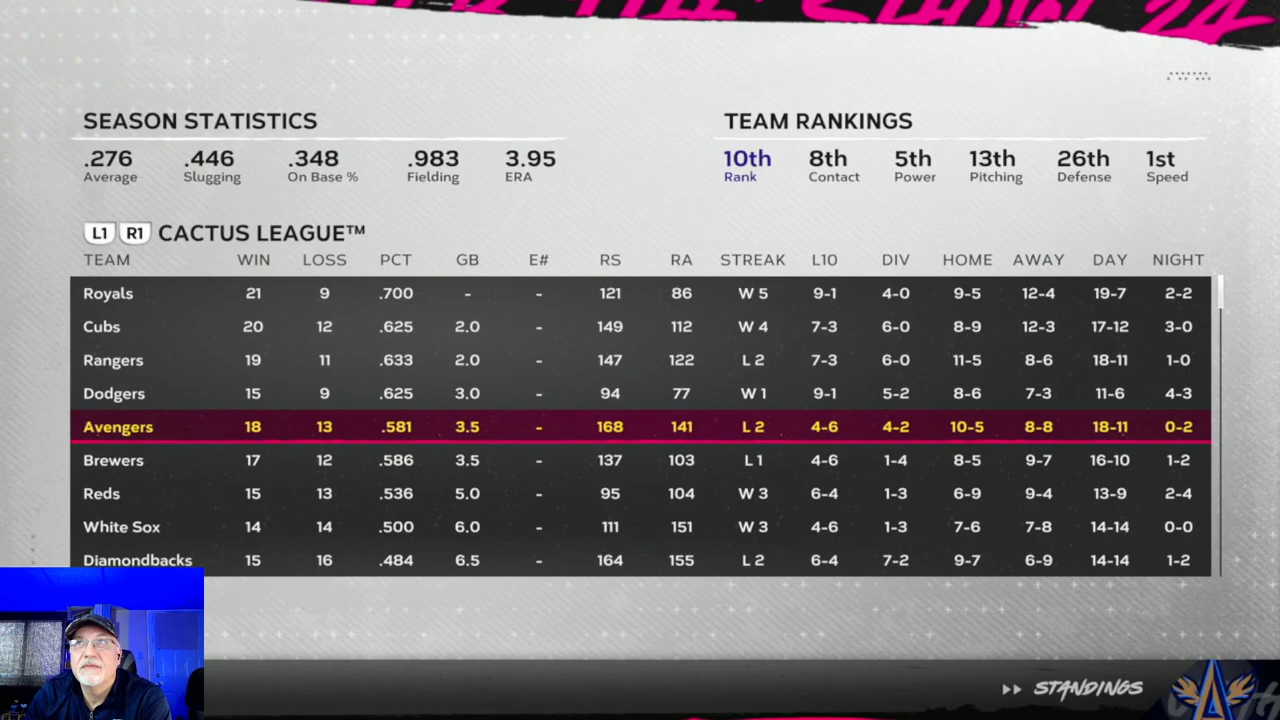 THE SHOW 24
SEASON STATISTICS
.276 .446 .348 .983 3.95
Average Slugging On Base % Fielding ERA
TEAM RANKINGS
10th 8th 5th 13th 26th 1st
Rank Contact Power Pitching Defense Speed
L1 R1 CACTUS LEAGUE™
TEAM WIN LOSS PCT GB E# RS RA STREAK L10 DIV HOME AWAY DAY NIGHT
Royals 21 9 .700 - - 121 86 W 5 9-1 4-0 9-5 12-4 19-7 2-2
Cubs 20 12 .625 2.0 - 149 112 W 4 7-3 6-0 8-9 12-3 17-12 3-0
Rangers 19 11 .633 2.0 - 147 122 L 2 7-3 6-0 11-5 8-6 18-11 1-0
Dodgers 15 9 .625 3.0 - 94 77 W 1 9-1 5-2 8-6 7-3 11-6 4-3
Avengers 18 13 .581 3.5 - 168 141 L 2 4-6 4-2 10-5 8-8 18-11 0-2
Brewers 17 12 .586 3.5 - 137 103 L 1 4-6 1-4 8-5 9-7 16-10 1-2
Reds 15 13 .536 5.0 - 95 104 W 3 6-4 1-3 6-9 9-4 13-9 2-4
White Sox 14 14 .500 6.0 - 111 151 W 3 4-6 1-3 7-6 7-8 14-14 0-0
Diamondbacks 15 16 .484 6.5 - 164 155 L 2 6-4 7-2 9-7 6-9 14-14 1-2
STANDINGS